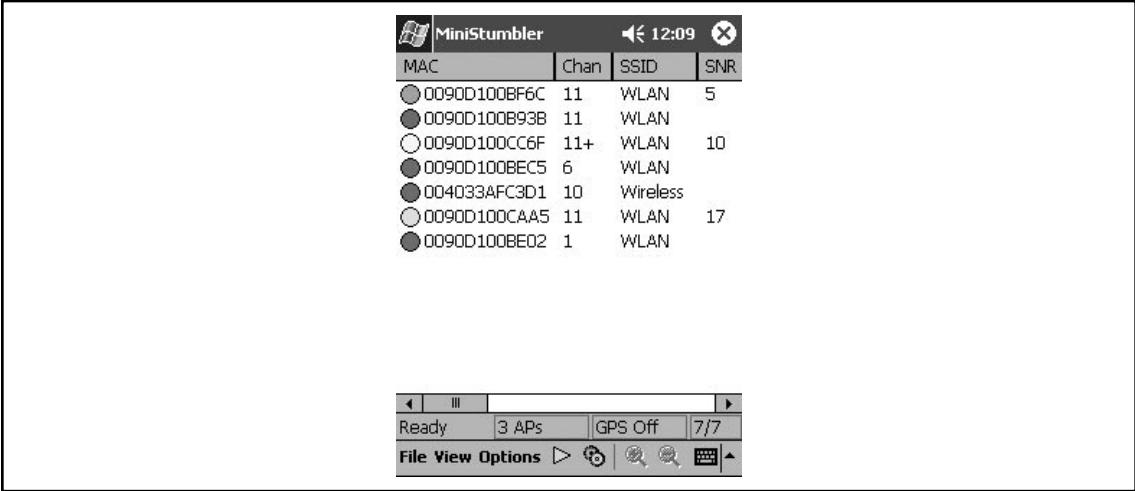 MiniStumbler 12:09
MAC Chan SSID SNR
0090D100BF6C 11 WLAN 5
0090D100B93B 11 WLAN
0090D100CC6F 11+ WLAN 10
0090D100BEC5 6 WLAN
004033AFC3D1 10 Wireless
0090D100CAA5 11 WLAN 17
0090D100BE02 1 WLAN
Ready 3 APs GPS Off 7/7
File View Options